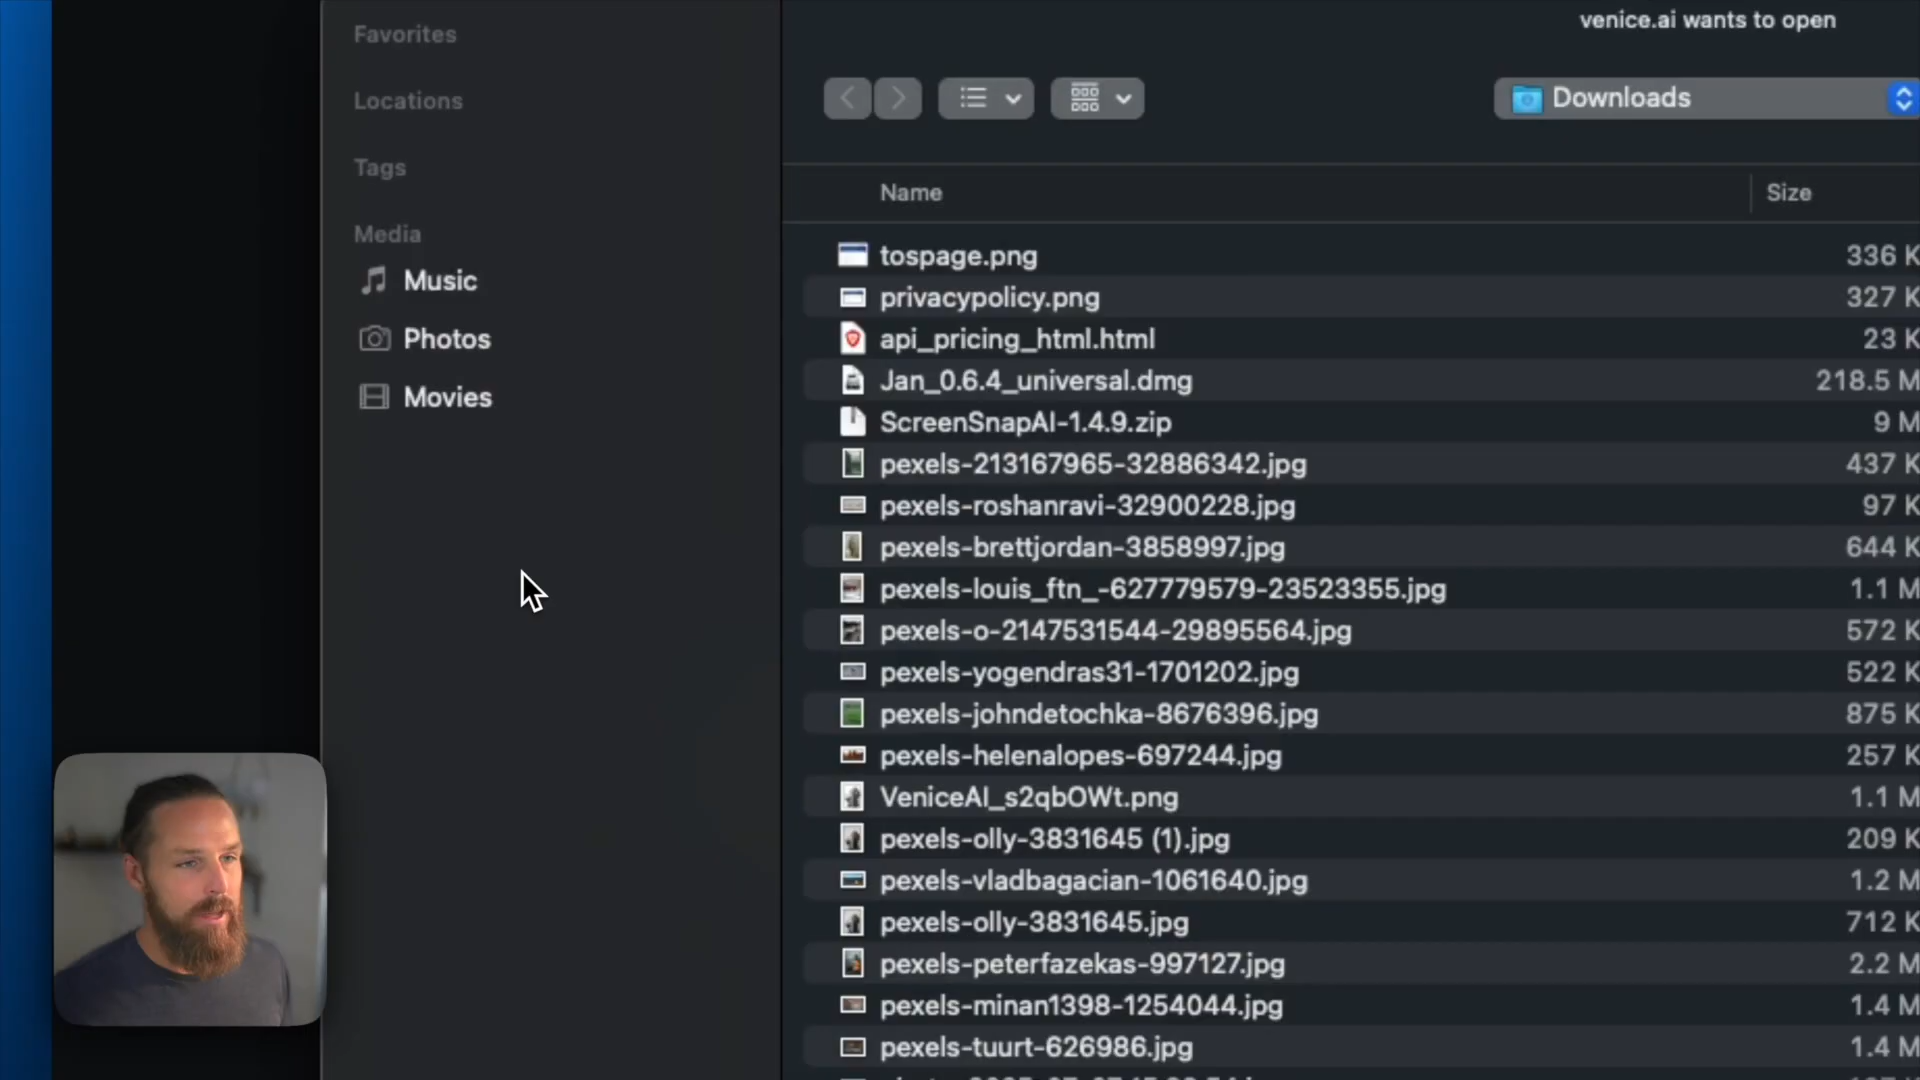 venice.ai wants to open
Favorites
Locations
Tags
Media
Music
Photos
Movies
Downloads
Name
Size
tospage.png
336 K
privacypolicy.png
327 K
api_pricing_html.html
23 K
Jan_0.6.4_universal.dmg
218.5 M
ScreenSnapAI-1.4.9.zip
9 M
pexels-213167965-32886342.jpg
437 K
pexels-roshanravi-32900228.jpg
97 K
pexels-brettjordan-3858997.jpg
644 K
pexels-louis_ftn_-627779579-23523355.jpg
1.1 M
pexels-o-2147531544-29895564.jpg
572 K
pexels-yogendras31-1701202.jpg
522 K
pexels-johndetochka-8676396.jpg
875 K
pexels-helenalopes-697244.jpg
257 K
VeniceAI_s2qbOWt.png
1.1 M
pexels-olly-3831645 (1).jpg
209 K
pexels-vladbagacian-1061640.jpg
1.2 M
pexels-olly-3831645.jpg
712 K
pexels-peterfazekas-997127.jpg
2.2 M
pexels-minan1398-1254044.jpg
1.4 M
pexels-tuurt-626986.jpg
1.4 M